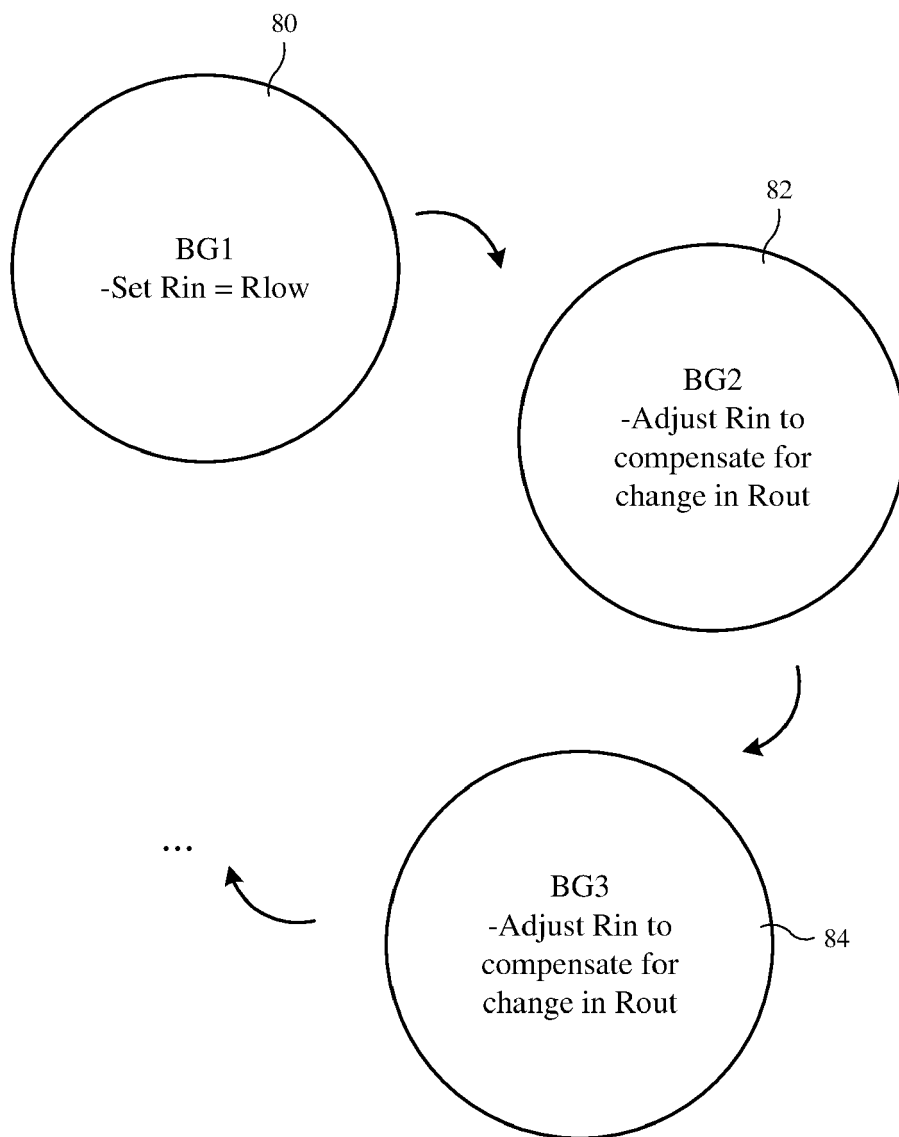 80
BG1
-Set Rin = Rlow
82
BG2
-Adjust Rin to
compensate for
change in Rout
BG3
-Adjust Rin to
compensate for
change in Rout
84
...